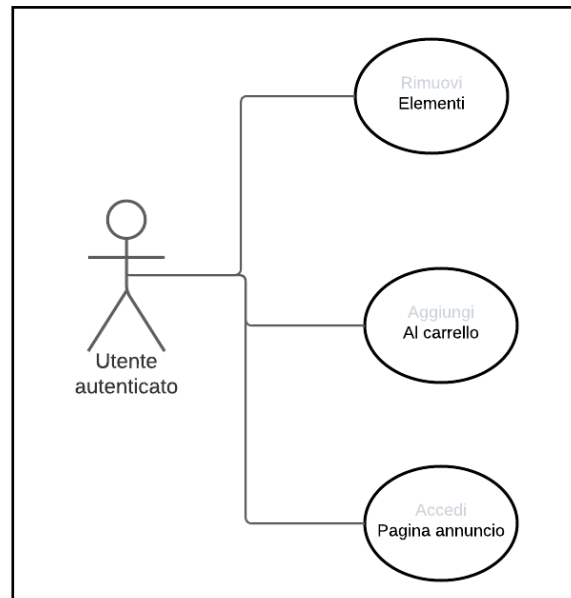 Rimuovi
Elementi
Aggiungi
Al carrello
Utente
autenticato
Accedi
Pagina annuncio